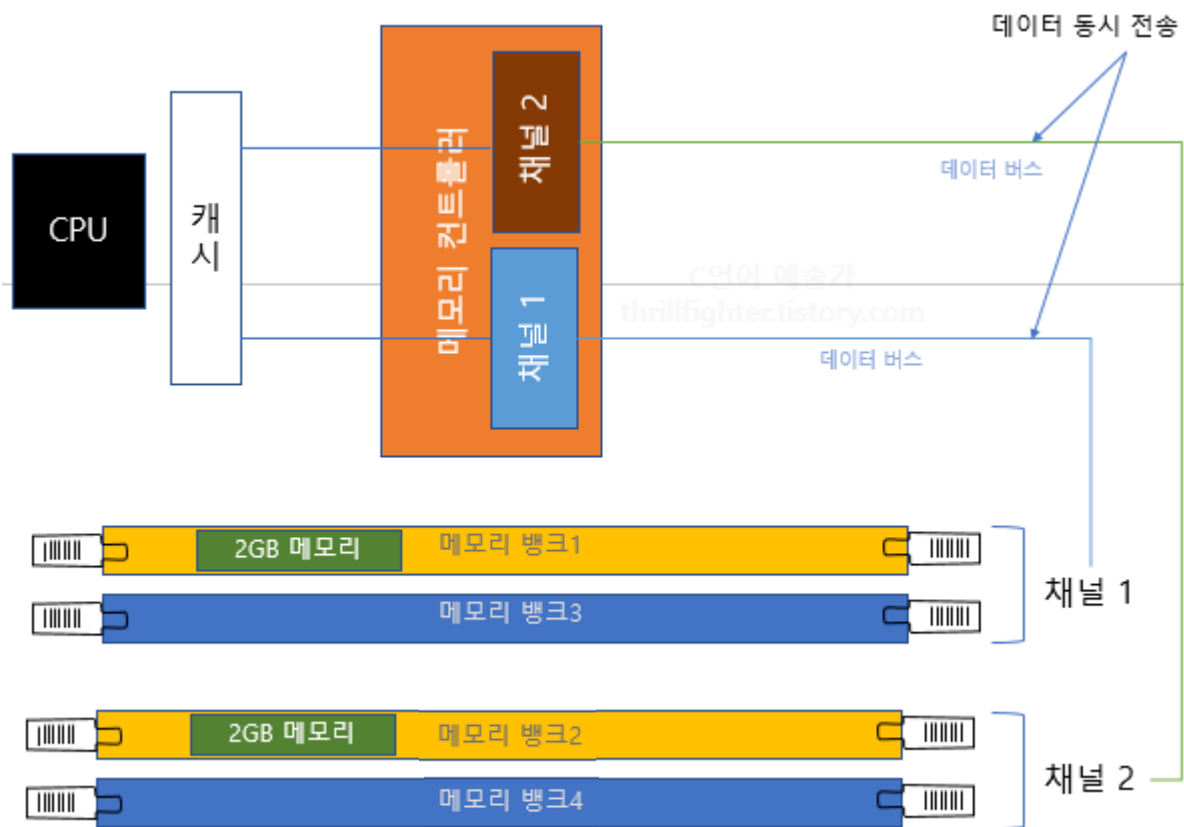 데이터 동시 전송
채널 2
메모리 컨트롤러
데이터 버스
CPU
캐
시
C언어 예술가
thrillfighter.tistory.com
채널 1
데이터 버스
2GB 메모리
메모리 뱅크1
채널 1
메모리 뱅크3
2GB 메모리
메모리 뱅크2
채널 2
메모리 뱅크4